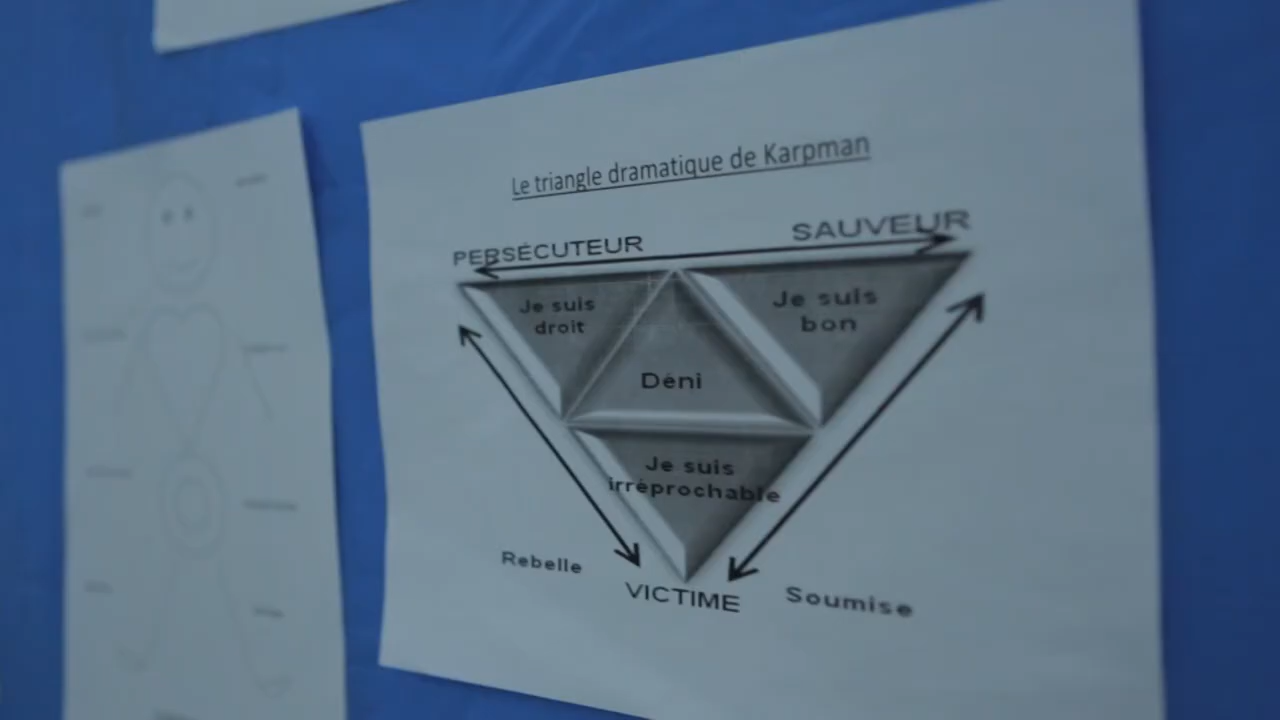 Le triangle dramatique de Karpman
PERSÉCUTEUR
SAUVEUR
Je suis
droit
Je suis
bon
Déni
Je suis
irréprochable
Rebelle
VICTIME
Soumise